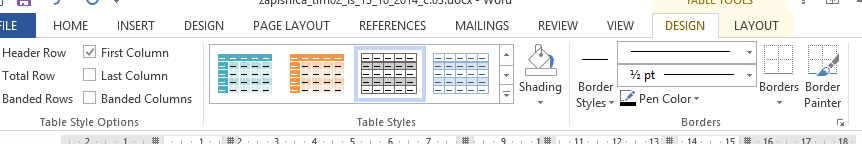 zapisnica_tim02_is_15_10_2014_c.03.docx - Word TABLE TOOLS
FILE HOME INSERT DESIGN PAGE LAYOUT REFERENCES MAILINGS REVIEW VIEW DESIGN LAYOUT
Header Row First Column
Total Row Last Column
Banded Rows Banded Columns
Shading
Border Styles
½ pt
Pen Color
Borders
Border Painter
Table Style Options Table Styles Borders
2 1 1 2 3 4 5 6 7 9 10 11 12 13 14 15 16 17 18